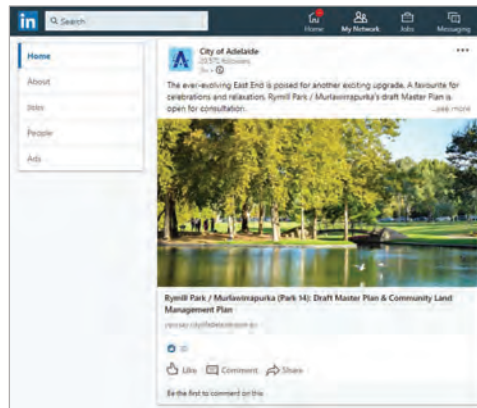 in
Search
Home
My Network
Jobs
Messaging
Home
About
Jobs
People
Ads
City of Adelaide
followers
The ever-evolving East End is poised for another exciting upgrade. A favourite for
celebrations and relaxation. Rymill Park / Murlawirrapurka's draft Master Plan is
open for consultation.
...see more
Rymill Park / Murlawirrapurka (Park 14): Draft Master Plan & Community Land
Management Plan
Like
Comment
Share
Be the first to comment on this